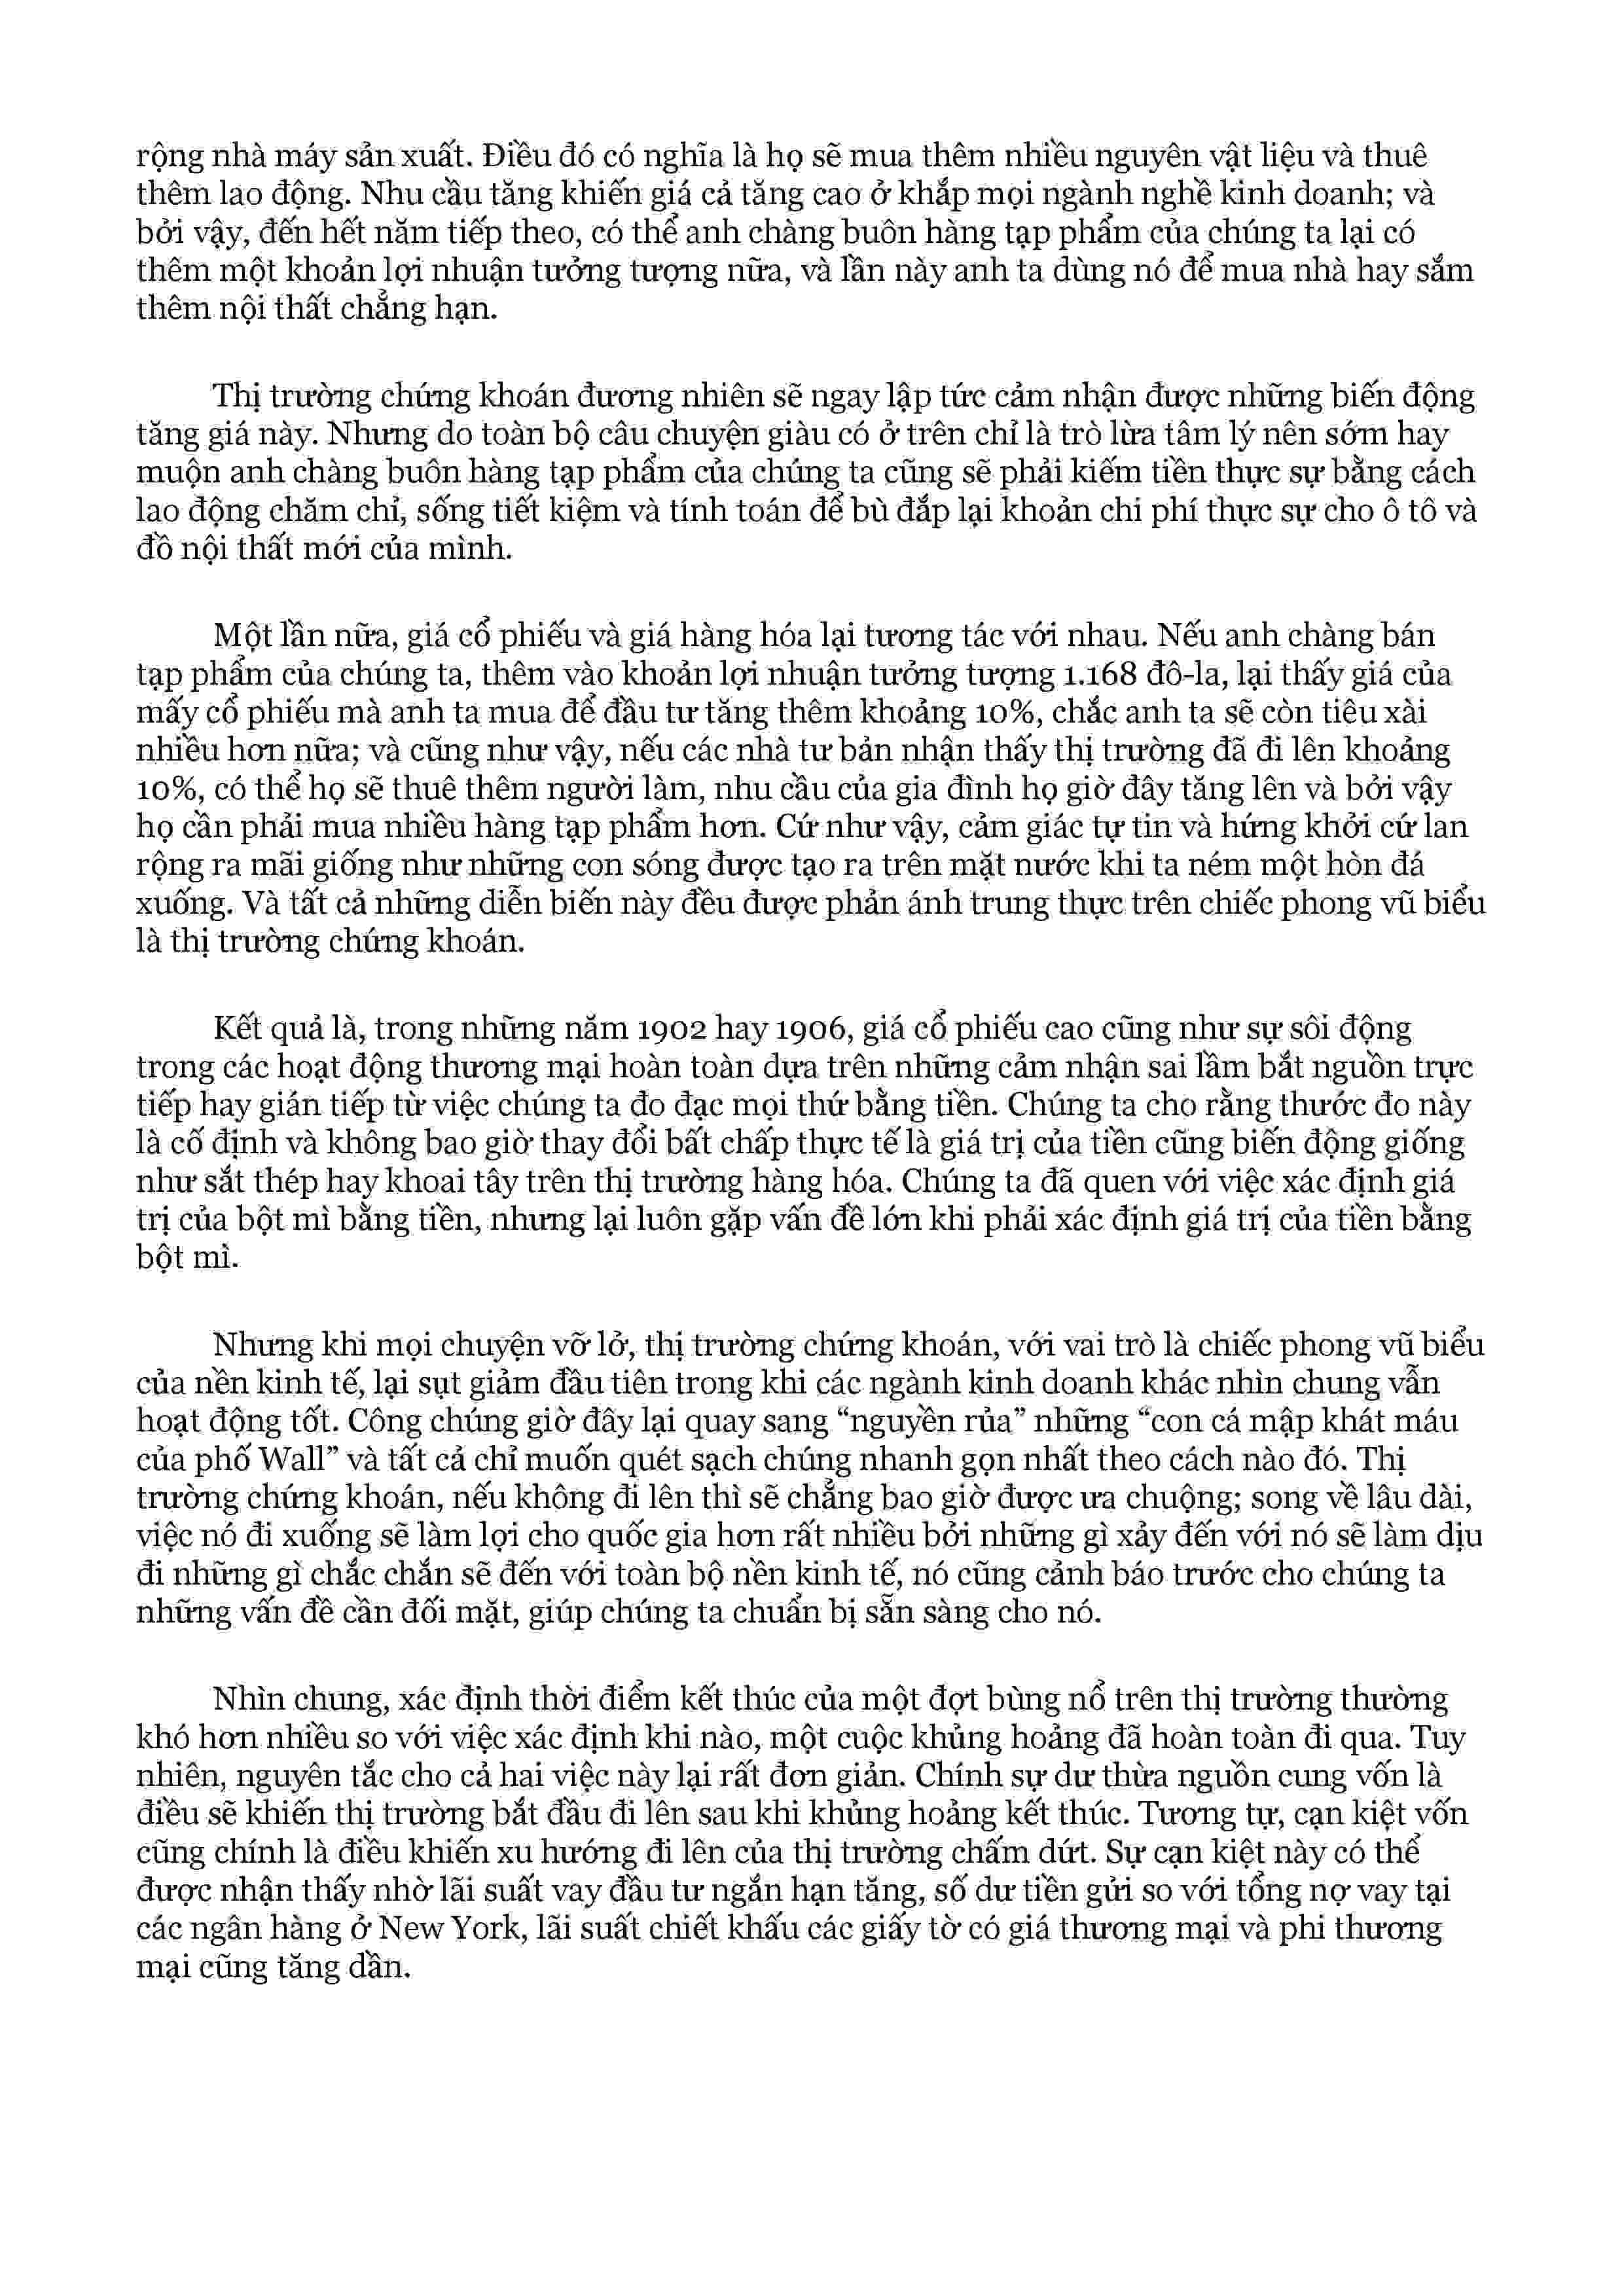 rộng nhà máy sản xuất. Điều đó có nghĩa là họ sẽ mua thêm nhiều nguyên vật liệu và thuê
thêm lao động. Nhu cầu tăng khiến giá cả tăng cao ở khắp mọi ngành nghề kinh doanh; và
bởi vậy, đến hết năm tiếp theo, có thể anh chàng buôn hàng tạp phẩm của chúng ta lại có
thêm một khoản lợi nhuận tưởng tượng nữa, và lần này anh ta dùng nó để mua nhà hay sắm
thêm nội thất chẳng hạn.
Thị trường chứng khoán đương nhiên sẽ ngay lập tức cảm nhận được những biến động
tăng giá này. Nhưng do toàn bộ câu chuyện giàu có ở trên chỉ là trò lừa tâm lý nên sớm hay
muộn anh chàng buôn hàng tạp phẩm của chúng ta cũng sẽ phải kiếm tiền thực sự bằng cách
lao động chăm chỉ, sống tiết kiệm và tính toán để bù đắp lại khoản chi phí thực sự cho ô tô và
đồ nội thất mới của mình.
Một lần nữa, giá cổ phiếu và giá hàng hóa lại tương tác với nhau. Nếu anh chàng bán
tạp phẩm của chúng ta, thêm vào khoản lợi nhuận tưởng tượng 1.168 đô-la, lại thấy giá của
mấy cổ phiếu mà anh ta mua để đầu tư tăng thêm khoảng 10%, chắc anh ta sẽ còn tiêu xài
nhiều hơn nữa; và cũng như vậy, nếu các nhà tư bản nhận thấy thị trường đã đi lên khoảng
10%, có thể họ sẽ thuê thêm người làm, nhu cầu của gia đình họ giờ đây tăng lên và bởi vậy
họ cần phải mua nhiều hàng tạp phẩm hơn. Cứ như vậy, cảm giác tự tin và hứng khởi cứ lan
rộng ra mãi giống như những con sóng được tạo ra trên mặt nước khi ta ném một hòn đá
xuống. Và tất cả những diễn biến này đều được phản ánh trung thực trên chiếc phong vũ biểu
là thị trường chứng khoán.
Kết quả là, trong những năm 1902 hay 1906, giá cổ phiếu cao cũng như sự sôi động
trong các hoạt động thương mại hoàn toàn dựa trên những cảm nhận sai lầm bắt nguồn trực
tiếp hay gián tiếp từ việc chúng ta đo đạc mọi thứ bằng tiền. Chúng ta cho rằng thước đo này
là cố định và không bao giờ thay đổi bất chấp thực tế là giá trị của tiền cũng biến động giống
như sắt thép hay khoai tây trên thị trường hàng hóa. Chúng ta đã quen với việc xác định giá
trị của bột mì bằng tiền, nhưng lại luôn gặp vấn đề lớn khi phải xác định giá trị của tiền bằng
bột mì.
Nhưng khi mọi chuyện vỡ lở, thị trường chứng khoán, với vai trò là chiếc phong vũ biểu
của nền kinh tế, lại sụt giảm đầu tiên trong khi các ngành kinh doanh khác nhìn chung vẫn
hoạt động tốt. Công chúng giờ đây lại quay sang “nguyền rủa” những “con cá mập khát máu
của phố Wall” và tất cả chỉ muốn quét sạch chúng nhanh gọn nhất theo cách nào đó. Thị
trường chứng khoán, nếu không đi lên thì sẽ chẳng bao giờ được ưa chuộng; song về lâu dài,
việc nó đi xuống sẽ làm lợi cho quốc gia hơn rất nhiều bởi những gì xảy đến với nó sẽ làm dịu
đi những gì chắc chắn sẽ đến với toàn bộ nền kinh tế, nó cũng cảnh báo trước cho chúng ta
những vấn đề cần đối mặt, giúp chúng ta chuẩn bị sẵn sàng cho nó.
Nhìn chung, xác định thời điểm kết thúc của một đợt bùng nổ trên thị trường thường
khó hơn nhiều so với việc xác định khi nào, một cuộc khủng hoảng đã hoàn toàn đi qua. Tuy
nhiên, nguyên tắc cho cả hai việc này lại rất đơn giản. Chính sự dư thừa nguồn cung vốn là
điều sẽ khiến thị trường bắt đầu đi lên sau khi khủng hoảng kết thúc. Tương tự, cạn kiệt vốn
cũng chính là điều khiến xu hướng đi lên của thị trường chấm dứt. Sự cạn kiệt này có thể
được nhận thấy nhờ lãi suất vay đầu tư ngắn hạn tăng, số dư tiền gửi so với tổng nợ vay tại
các ngân hàng ở New York, lãi suất chiết khấu các giấy tờ có giá thương mại và phi thương
mại cũng tăng dần.